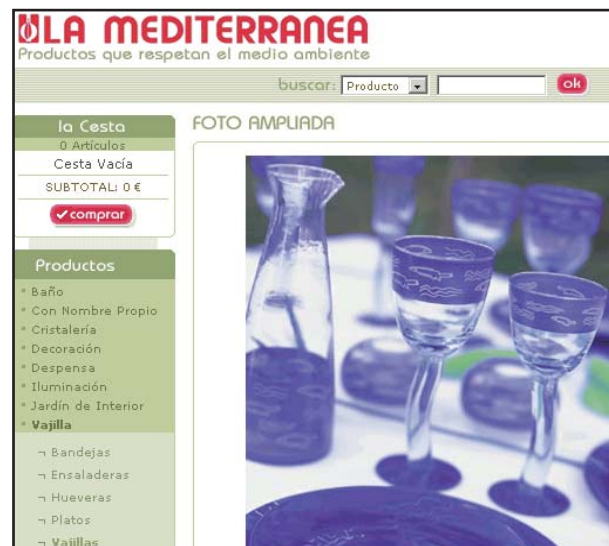 LA MEDITERRANEA
Productos que respetan el medio ambiente
buscar: Producto ok
la Cesta
0 Artículos
Cesta Vacía
SUBTOTAL: 0 €
comprar
FOTO AMPLIADA
Productos
Baño
Con Nombre Propio
Cristalería
Decoración
Despensa
Iluminación
Jardín de Interior
Vajilla
¬ Bandejas
¬ Ensaladeras
¬ Hueveras
¬ Platos
¬ Vajillas